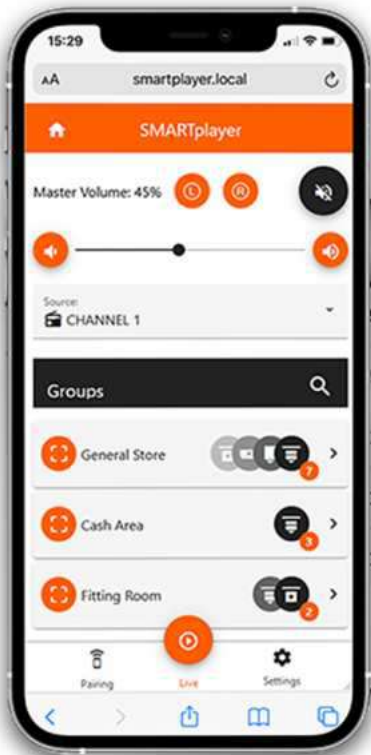 15:29
AA smartplayer.local
SMARTplayer
Master Volume: 45% L R
Source:
CHANNEL 1
Groups
General Store 7
Cash Area 3
Fitting Room 2
Pairing Live Settings